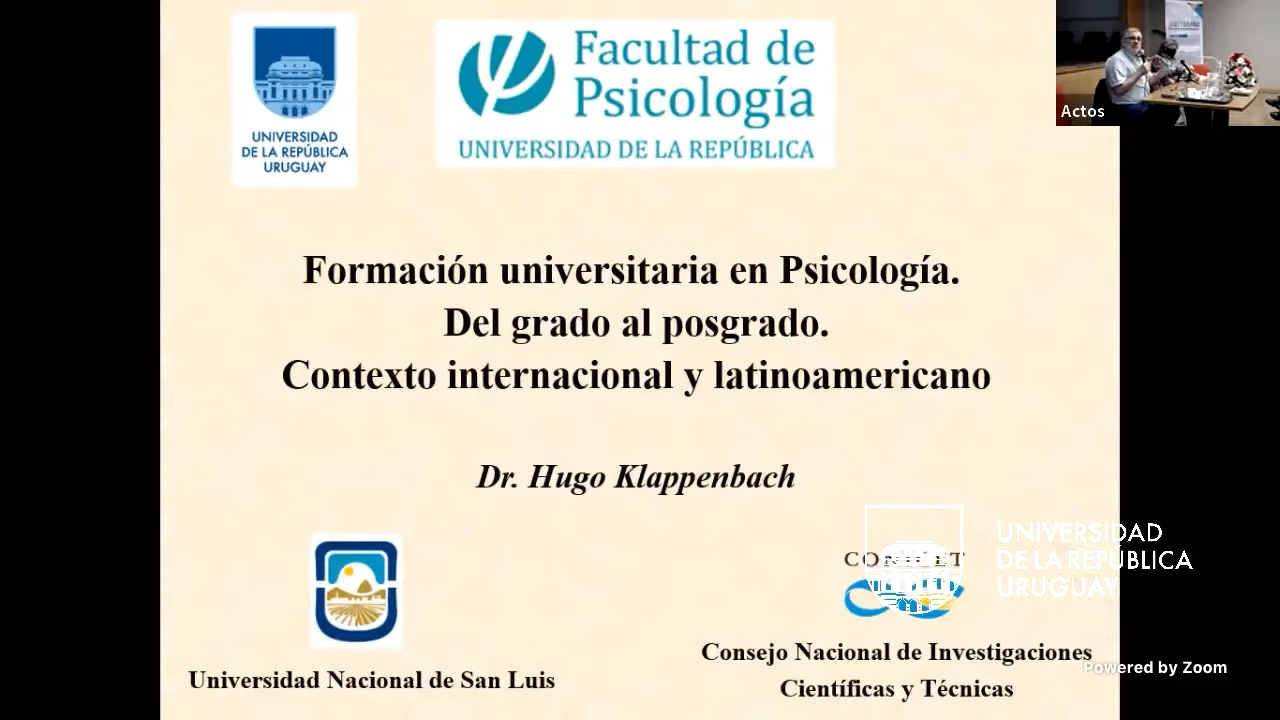 UNIVERSIDAD
DE LA REPÚBLICA
URUGUAY
Facultad de
Psicología
UNIVERSIDAD DE LA REPÚBLICA
Actos
Formación universitaria en Psicología.
Del grado al posgrado.
Contexto internacional y latinoamericano
Dr. Hugo Klappenbach
UNIVERSIDAD
DE LA REPÚBLICA
URUGUAY
Universidad Nacional de San Luis
Consejo Nacional de Investigaciones
Científicas y Técnicas
Powered by Zoom